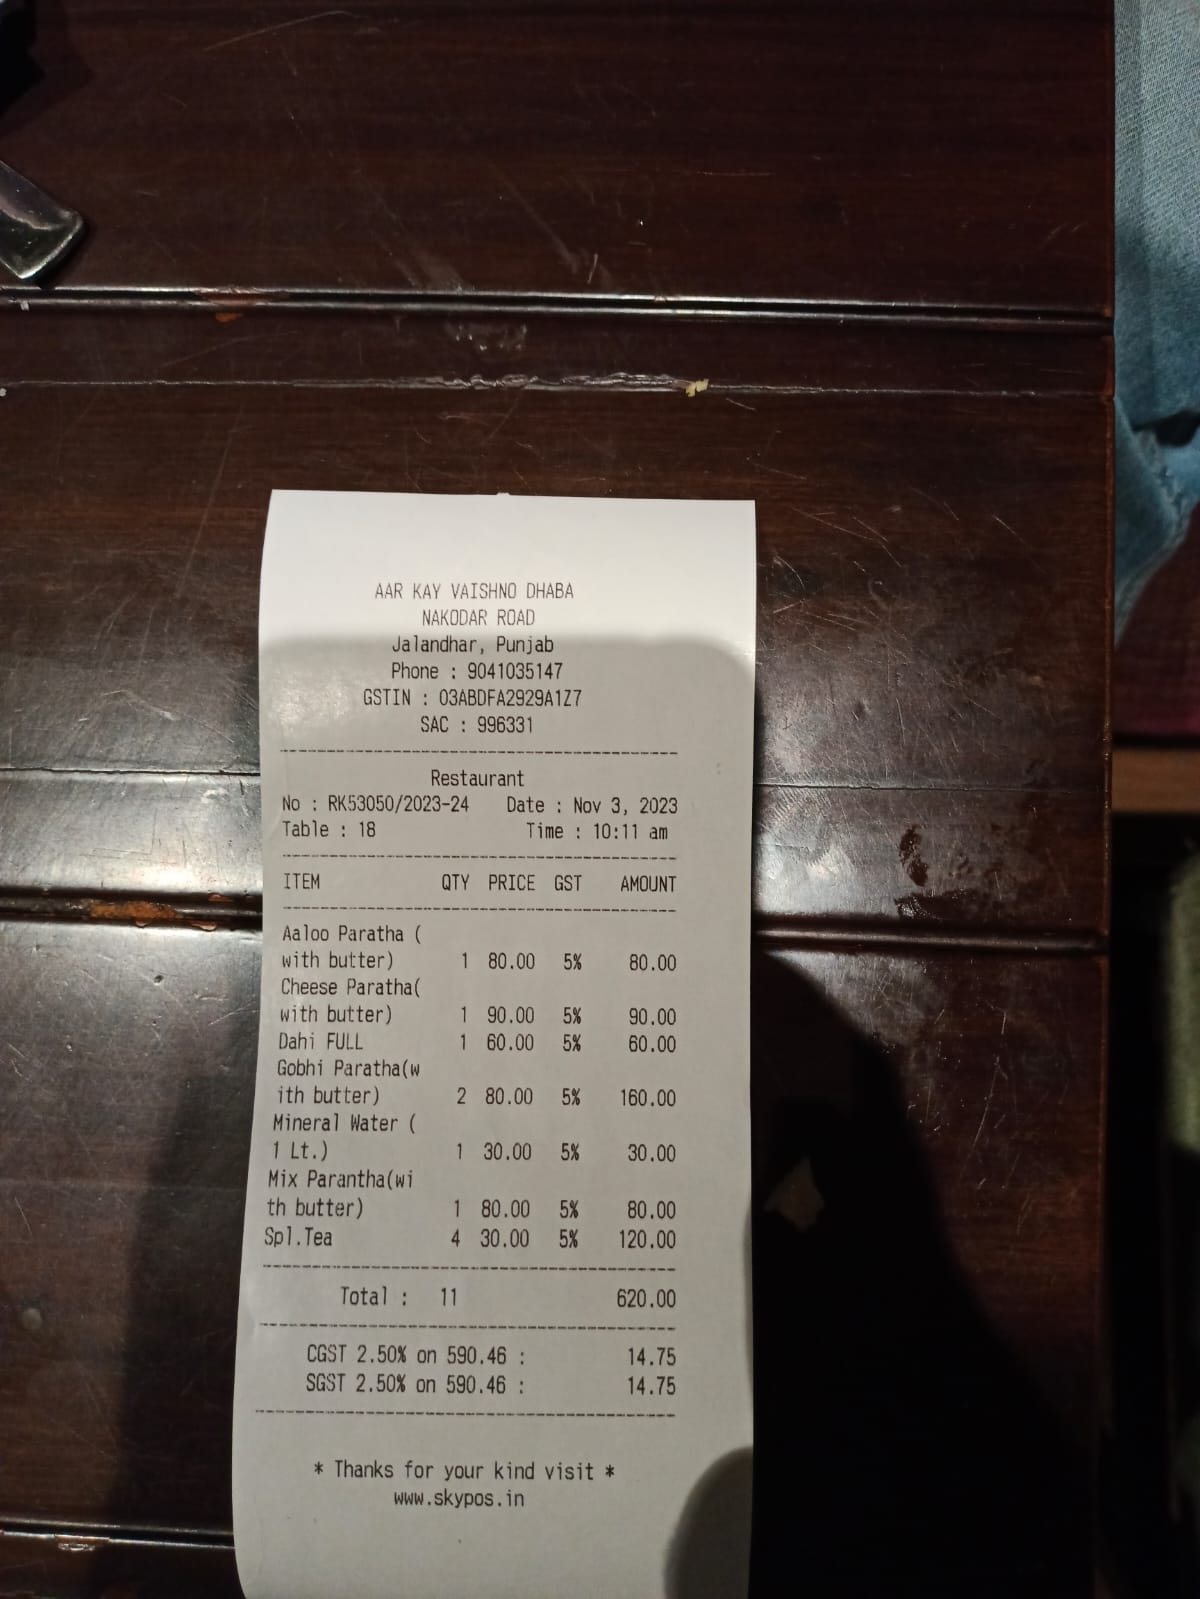 AAR KAY VAISHNO DHABA
NAKODAR ROAD
Jalandhar, Punjab
Phone : 9041035147
GSTIN : 03ABDFA2929A1Z7
SAC : 996331
Restaurant
No : RK53050/2023-24 Date : Nov 3, 2023
Table : 18 Time : 10:11 am
ITEM QTY PRICE GST AMOUNT
Aaloo Paratha (
with butter) 1 80.00 5% 80.00
Cheese Paratha(
with butter) 1 90.00 5% 90.00
Dahi FULL 1 60.00 5% 60.00
Gobhi Paratha(w
ith butter) 2 80.00 5% 160.00
Mineral Water (
1 Lt.) 1 30.00 5% 30.00
Mix Parantha(wi
th butter) 1 80.00 5% 80.00
Spl.Tea 4 30.00 5% 120.00
Total : 11 620.00
CGST 2.50% on 590.46 : 14.75
SGST 2.50% on 590.46 : 14.75
* Thanks for your kind visit *
www.skypos.in